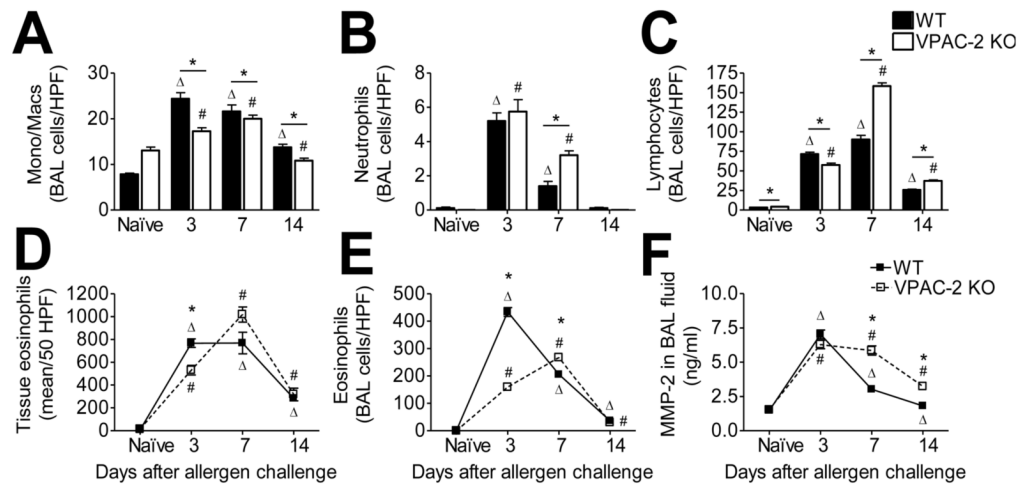 A
B
C
WT
VPAC-2 KO
Mono/Macs
(BAL cells/HPF)
30
20
10
0
* *
Δ Δ
# #
*
Δ #
Naïve 3 7 14
Neutrophils
(BAL cells/HPF)
8
6
4
2
0
#
Δ
*
#
Δ
Naïve 3 7 14
Lymphocytes
(BAL cells/HPF)
175
150
125
100
75
50
25
0
* #
Δ
*
Δ #
*
#
Δ
*
Naïve 3 7 14
D
E
F
Tissue eosinophils
(mean/50 HPF)
1200
1000
800
600
400
200
0
#
*
Δ
#
Δ
#
Δ
Naïve 3 7 14
Days after allergen challenge
Eosinophils
(BAL cells/HPF)
500
400
300
200
100
0
*
Δ
*
#
#
Δ
Δ
#
Naïve 3 7 14
Days after allergen challenge
WT
VPAC-2 KO
MMP-2 in BAL fluid
(ng/ml)
10.0
7.5
5.0
2.5
0.0
Δ
*
#
#
Δ
*
#
Δ
Naïve 3 7 14
Days after allergen challenge